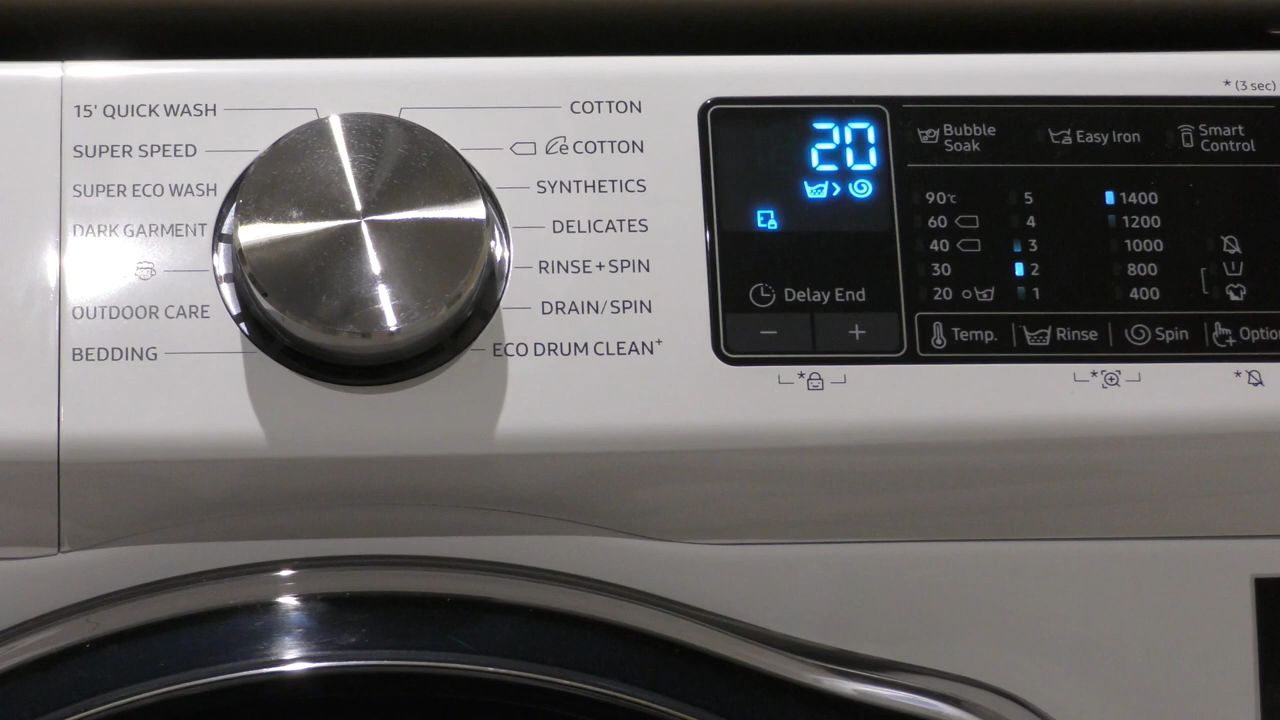 * (3 sec)
15' QUICK WASH
SUPER SPEED
SUPER ECO WASH
DARK GARMENT
OUTDOOR CARE
BEDDING
COTTON
e COTTON
SYNTHETICS
DELICATES
RINSE+SPIN
DRAIN/SPIN
ECO DRUM CLEAN+
20
>
Delay End
− +
Bubble
Soak
Easy Iron
Smart
Control
90℃ 5 1400
60 4 1200
40 3 1000
30 2 800
20 1 400
Temp. Rinse Spin Optio
* * *